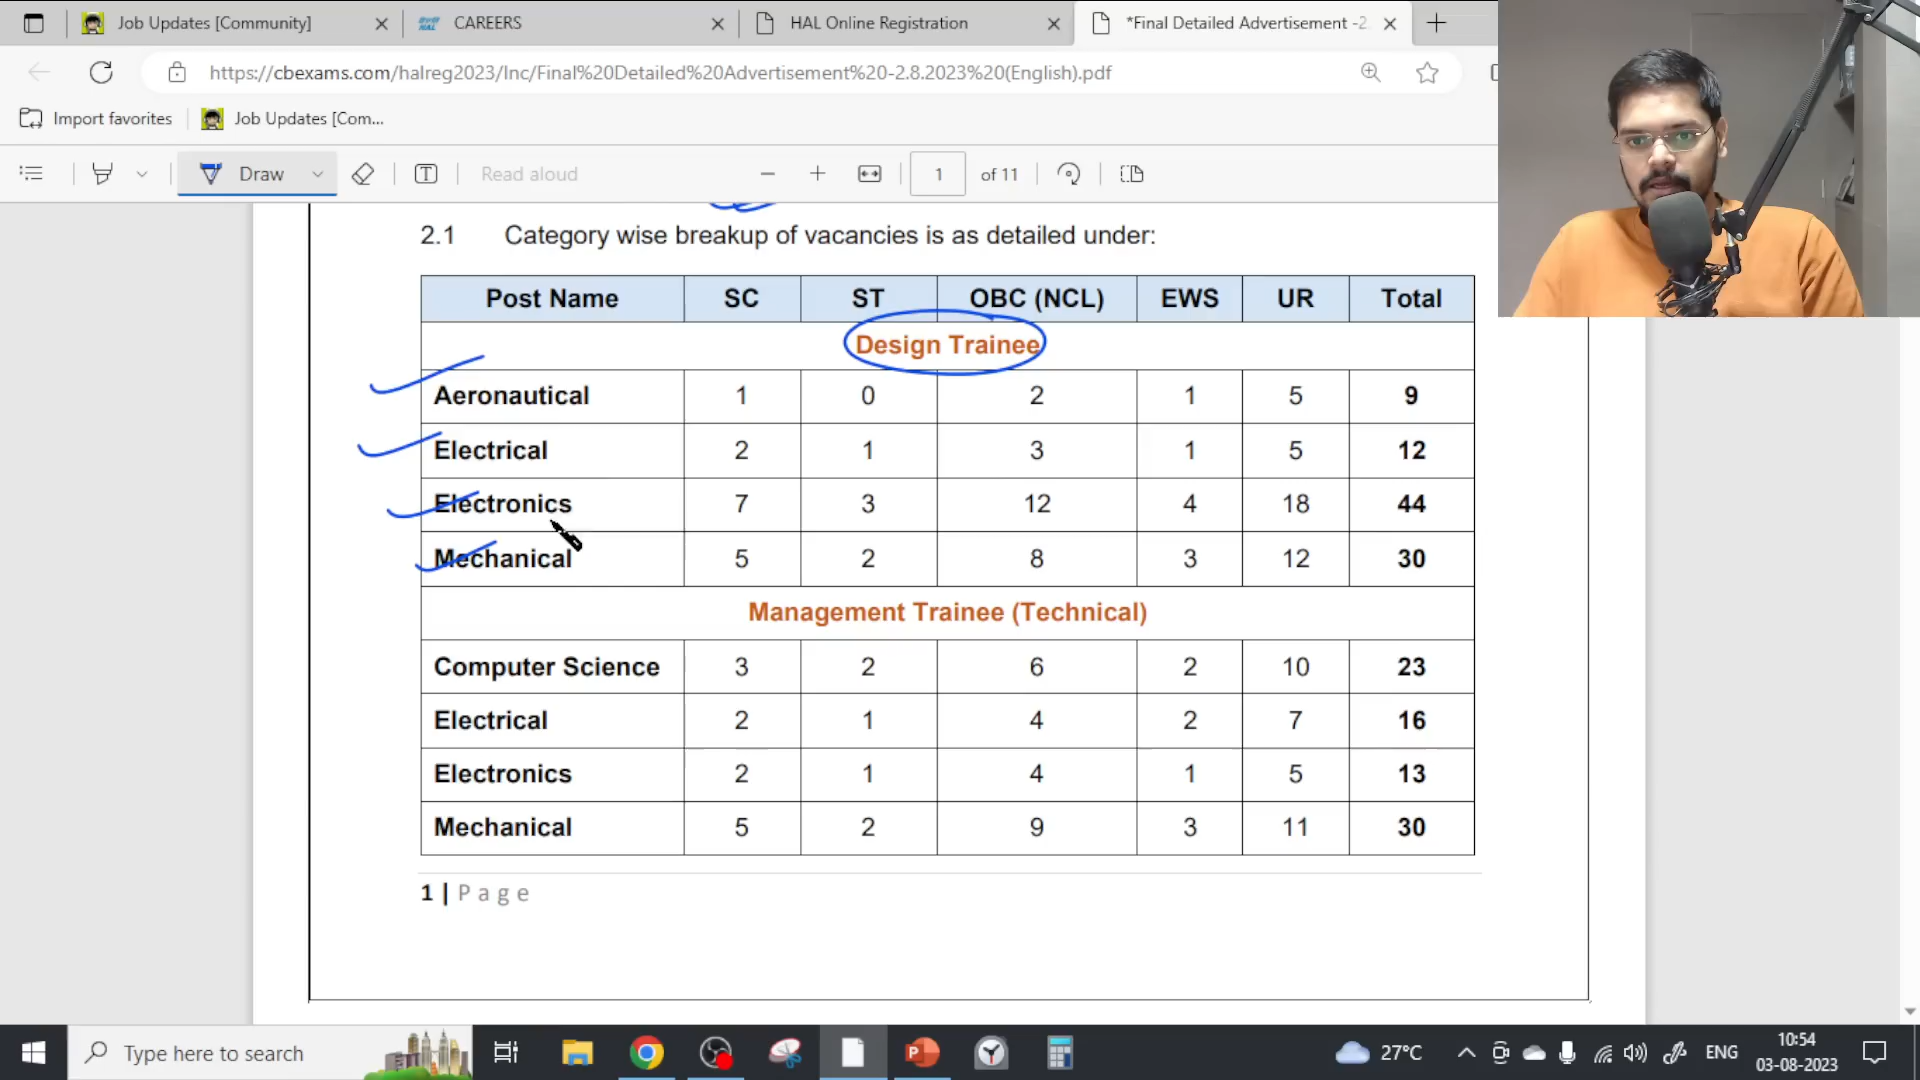 Job Updates [Community]
CAREERS
HAL Online Registration
*Final Detailed Advertisement -2
https://cbexams.com/halreg2023/Inc/Final%20Detailed%20Advertisement%20-2.8.2023%20(English).pdf
Import favorites
Job Updates [Com...
Draw
T
Read aloud
1
of 11
2.1 Category wise breakup of vacancies is as detailed under:
Post Name SC ST OBC (NCL) EWS UR Total
Design Trainee
Aeronautical 1 0 2 1 5 9
Electrical 2 1 3 1 5 12
Electronics 7 3 12 4 18 44
Mechanical 5 2 8 3 12 30
Management Trainee (Technical)
Computer Science 3 2 6 2 10 23
Electrical 2 1 4 2 7 16
Electronics 2 1 4 1 5 13
Mechanical 5 2 9 3 11 30
1 | Page
Type here to search
P
27°C
ENG
10:54
03-08-2023